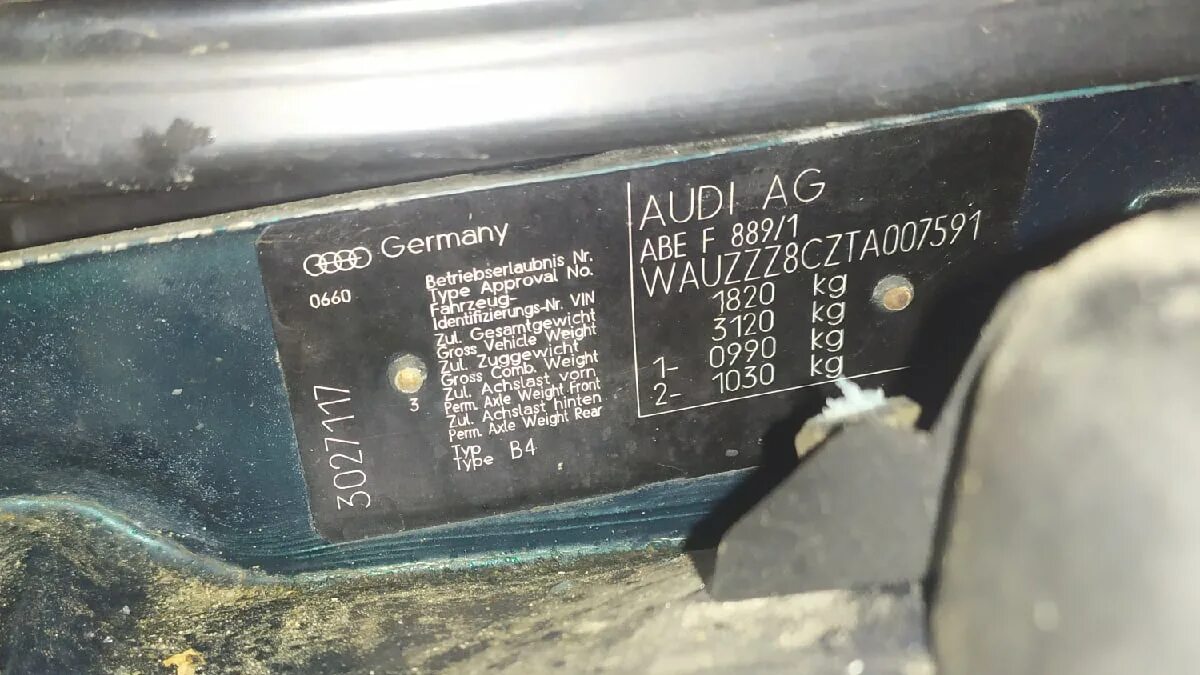 Germany
0660
3027117
3
Betriebserlaubnis Nr.
Type Approval No.
Fahrzeug-
Identifizierungs-Nr. VIN
Zul. Gesamtgewicht
Gross Vehicle Weight
Zul. Zuggewicht
Gross Comb. Weight
Zul. Achslast vorn
Perm. Axle Weight Front
Zul. Achslast hinten
Perm. Axle Weight Rear
Typ
Type B4
AUDI AG
ABE F 889/1
WAUZZZ8CZTA007591
1820 kg
3120 kg
1- 0990 kg
2- 1030 kg